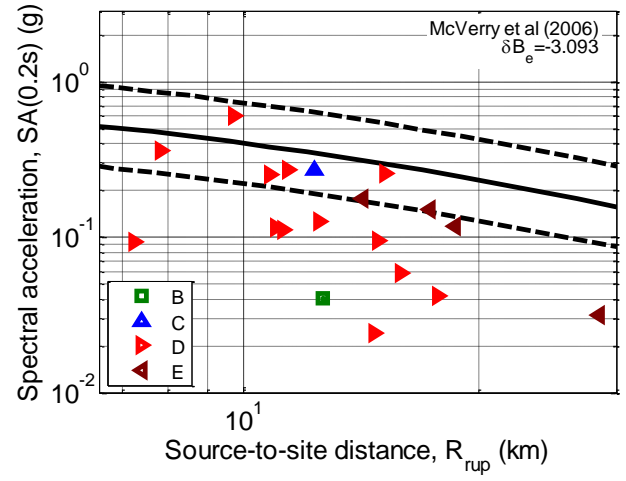 McVerry et al (2006)
δB_e=-3.093
Spectral acceleration, SA(0.2s) (g)
10^0
10^-1
10^-2
B
C
D
E
10^1
Source-to-site distance, R_rup (km)